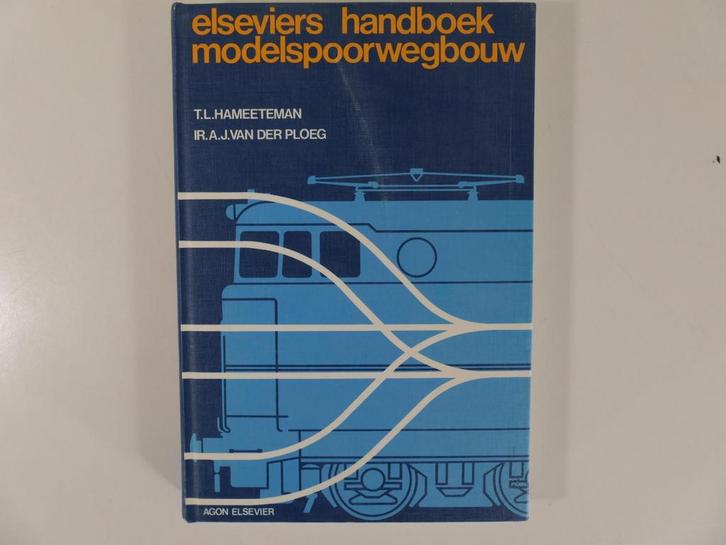 elseviers handboek
modelspoorwegbouw
T.L.HAMEETEMAN
IR.A.J.VAN DER PLOEG
AGON ELSEVIER